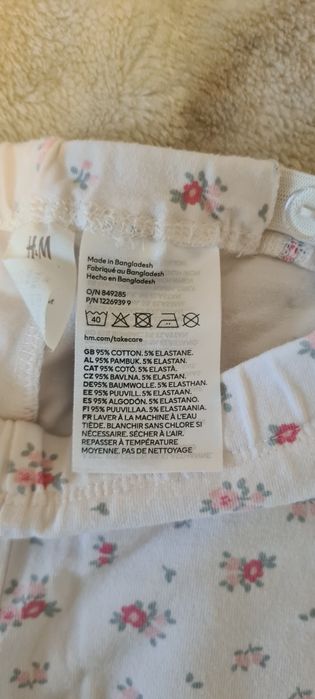 H&M
Made in Bangladesh
Fabriqué au Bangladesh
Hecho en Bangladesh
O/N 849285
P/N 1226939 9
40
hm.com/takecare
GB 95% COTTON. 5% ELASTANE.
AL 95% PAMBUK. 5% ELASTAN.
CAT 95% COTÓ. 5% ELASTÀ.
CZ 95% BAVLNA. 5% ELASTAN.
DE 95% BAUMWOLLE. 5% ELASTHAN.
EE 95% PUUVILL. 5% ELASTAAN.
ES 95% ALGODÓN. 5% ELASTANO.
FI 95% PUUVILLAA. 5% ELASTAANIA.
FR LAVER À LA MACHINE À L'EAU
TIÈDE. BLANCHIR SANS CHLORE SI
NÉCESSAIRE. SÉCHER À L'AIR.
REPASSER À TEMPÉRATURE
MOYENNE. PAS DE NETTOYAGE